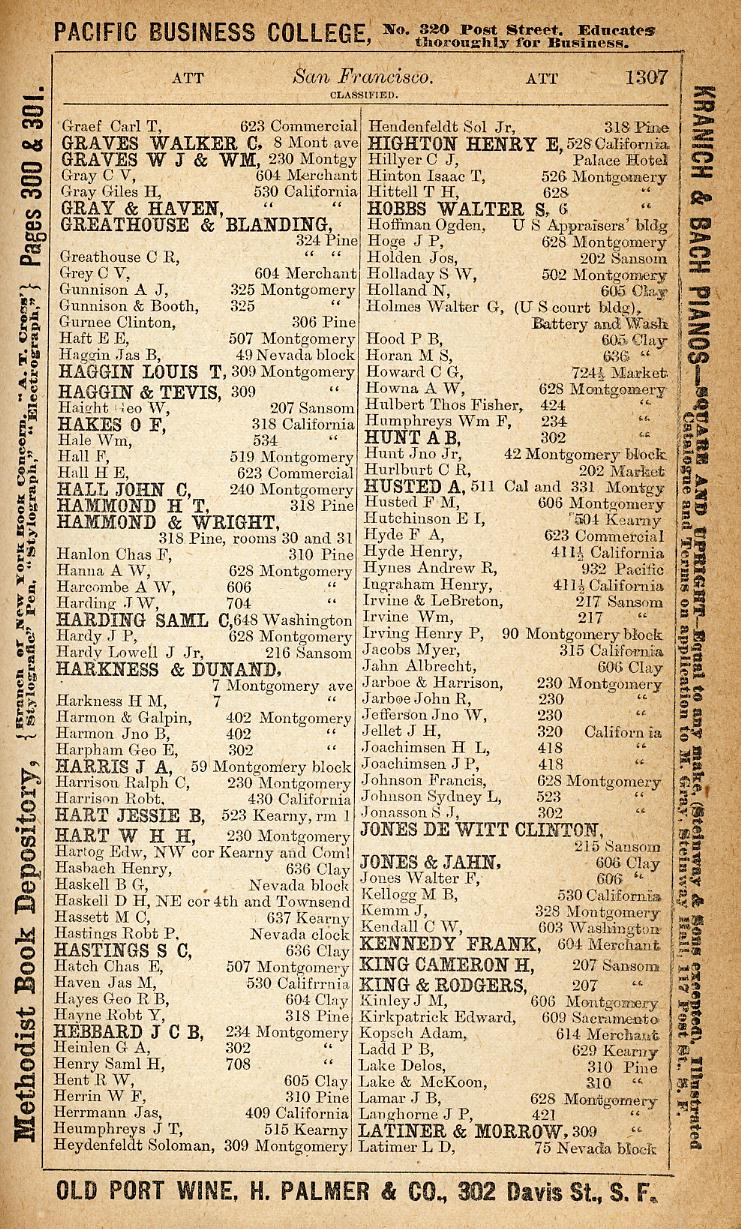 PACIFIC BUSINESS COLLEGE, No. 320 Post Street. Educates thoroughly for Business.
ATT San Francisco. ATT 1307
CLASSIFIED.
Graef Carl T, 623 Commercial
GRAVES WALKER C, 8 Mont ave
GRAVES W J & WM, 230 Montgy
Gray C V, 604 Merchant
Gray Giles H, 530 California
GRAY & HAVEN, “ “
GREATHOUSE & BLANDING,
324 Pine
Greathouse C R, “ “
Grey C V, 604 Merchant
Gunnison A J, 325 Montgomery
Gunnison & Booth, 325 “
Gurnee Clinton, 306 Pine
Haft E E, 507 Montgomery
Haggin Jas B, 49 Nevada block
HAGGIN LOUIS T, 309 Montgomery
HAGGIN & TEVIS, 309 “
Haight Geo W, 207 Sansom
HAKES O F, 318 California
Hale Wm, 534 “
Hall F, 519 Montgomery
Hall H E, 623 Commercial
HALL JOHN C, 240 Montgomery
HAMMOND H T, 318 Pine
HAMMOND & WRIGHT,
318 Pine, rooms 30 and 31
Hanlon Chas F, 310 Pine
Hanna A W, 628 Montgomery
Harcombe A W, 606 “
Harding J W, 704 “
HARDING SAML C, 648 Washington
Hardy J P, 628 Montgomery
Hardy Lowell J Jr, 216 Sansom
HARKNESS & DUNAND,
7 Montgomery ave
Harkness H M, 7 “
Harmon & Galpin, 402 Montgomery
Harmon Jno B, 402 “
Harpham Geo E, 302 “
HARRIS J A, 59 Montgomery block
Harrison Ralph C, 230 Montgomery
Harrison Robt, 430 California
HART JESSIE B, 523 Kearny, rm 1
HART W H H, 230 Montgomery
Hartog Edw, NW cor Kearny and Coml
Hasbach Henry, 636 Clay
Haskell B G, Nevada block
Haskell D H, NE cor 4th and Townsend
Hassett M C, 637 Kearny
Hastings Robt P, Nevada clock
HASTINGS S C, 636 Clay
Hatch Chas E, 507 Montgomery
Haven Jas M, 530 Califrrnia
Hayes Geo R B, 604 Clay
Hayne Robt Y, 318 Pine
HEBBARD J C B, 234 Montgomery
Heinlen G A, 302 “
Henry Saml H, 708 “
Hent R W, 605 Clay
Herrin W F, 310 Pine
Herrmann Jas, 409 California
Heumphreys J T, 515 Kearny
Heydenfeldt Soloman, 309 Montgomery
Hendenfeldt Sol Jr, 318 Pine
HIGHTON HENRY E, 528 California
Hillyer C J, Palace Hotel
Hinton Isaac T, 526 Montgomery
Hittell T H, 628 “
HOBBS WALTER S, 6 “
Hoffman Ogden, U S Appraisers' bldg
Hoge J P, 628 Montgomery
Holden Jos, 202 Sansom
Holladay S W, 502 Montgomery
Holland N, 605 Clay
Holmes Walter G, (U S court bldg),
Battery and Wash
Hood P B, 605 Clay
Horan M S, 636 “
Howard C G, 724½ Market
Howna A W, 628 Montgomery
Hulbert Thos Fisher, 424 “
Humphreys Wm F, 234 “
HUNT A B, 302 “
Hunt Jno Jr, 42 Montgomery block
Hurlburt C R, 202 Market
HUSTED A, 511 Cal and 331 Montgy
Husted F M, 606 Montgomery
Hutchinson E I, 504 Kearny
Hyde F A, 623 Commercial
Hyde Henry, 411½ California
Hynes Andrew R, 932 Pacific
Ingraham Henry, 411½ California
Irvine & LeBreton, 217 Sansom
Irvine Wm, 217 “
Irving Henry P, 90 Montgomery block
Jacobs Myer, 315 California
Jahn Albrecht, 606 Clay
Jarboe & Harrison, 230 Montgomery
Jarboe John R, 230 “
Jefferson Jno W, 230 “
Jellet J H, 320 California
Joachimsen H L, 418 “
Joachimsen J P, 418 “
Johnson Francis, 628 Montgomery
Johnson Sydney L, 523 “
Jonasson S J, 302 “
JONES DE WITT CLINTON,
215 Sansom
JONES & JAHN, 606 Clay
Jones Walter F, 606 “
Kellogg M B, 530 California
Kemm J, 328 Montgomery
Kendall C W, 603 Washington
KENNEDY FRANK, 604 Merchant
KING CAMERON H, 207 Sansom
KING & RODGERS, 207 “
Kinley J M, 606 Montgomery
Kirkpatrick Edward, 609 Sacramento
Kopsch Adam, 614 Merchant
Ladd P B, 629 Kearny
Lake Delos, 310 Pine
Lake & McKoon, 310 “
Lamar J B, 628 Montgomery
Langhorne J P, 421 “
LATINER & MORROW, 309 “
Latimer L D, 75 Nevada block
OLD PORT WINE, H. PALMER & CO., 302 Davis St., S. F.
Methodist Book Depository, { Branch of New York Book Concern. "A. T. Cross' Stylografic" Pen, "Stylograph," "Electrograph," } Pages 300 & 301.
KRANICH & BACH PIANOS—SQUARE AND UPRIGHT—Equal to any make, (Steinway & Sons excepted). Illustrated
Catalogue and Terms on application to M. Gray, Steinway Hall, 117 Post St., S. F.